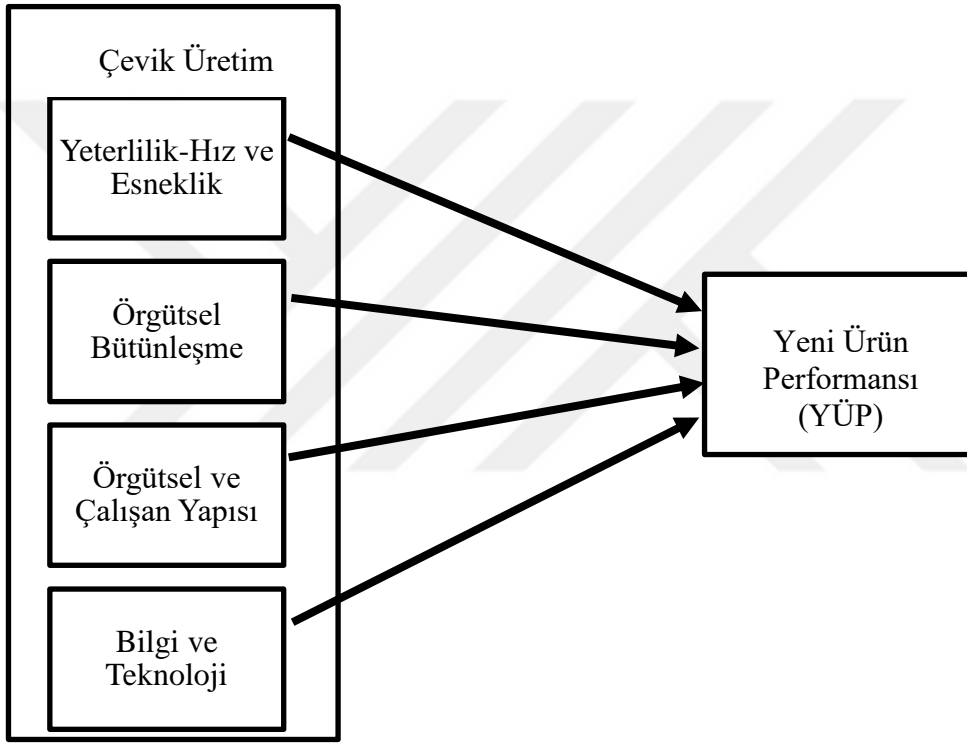 Çevik Üretim
Yeterlilik-Hız ve
Esneklik
Örgütsel
Bütünleşme
Örgütsel ve
Çalışan Yapısı
Bilgi ve
Teknoloji
Yeni Ürün
Performansı
(YÜP)